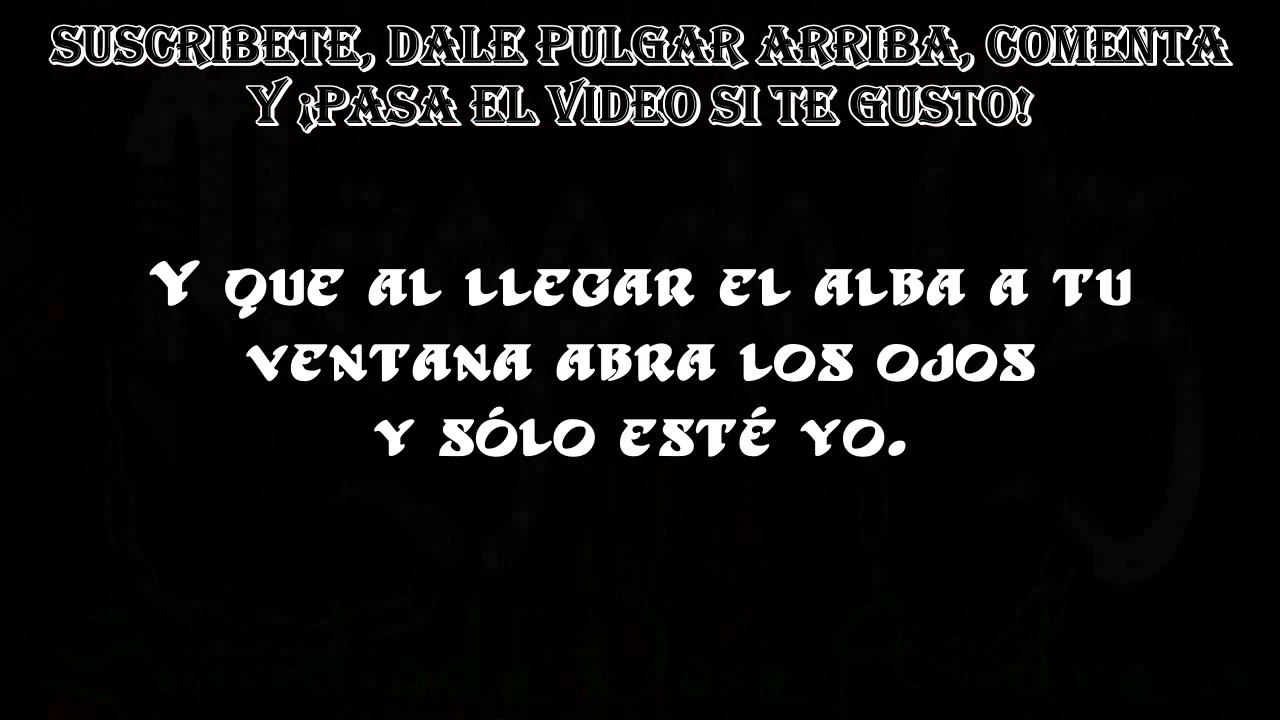 SUSCRIBETE, DALE PULGAR ARRIBA, COMENTA
Y ¡PASA EL VIDEO SI TE GUSTO!
Y QUE AL LLEGAR EL ALBA A TU
VENTANA ABRA LOS OJOS
Y SÓLO ESTÉ YO.